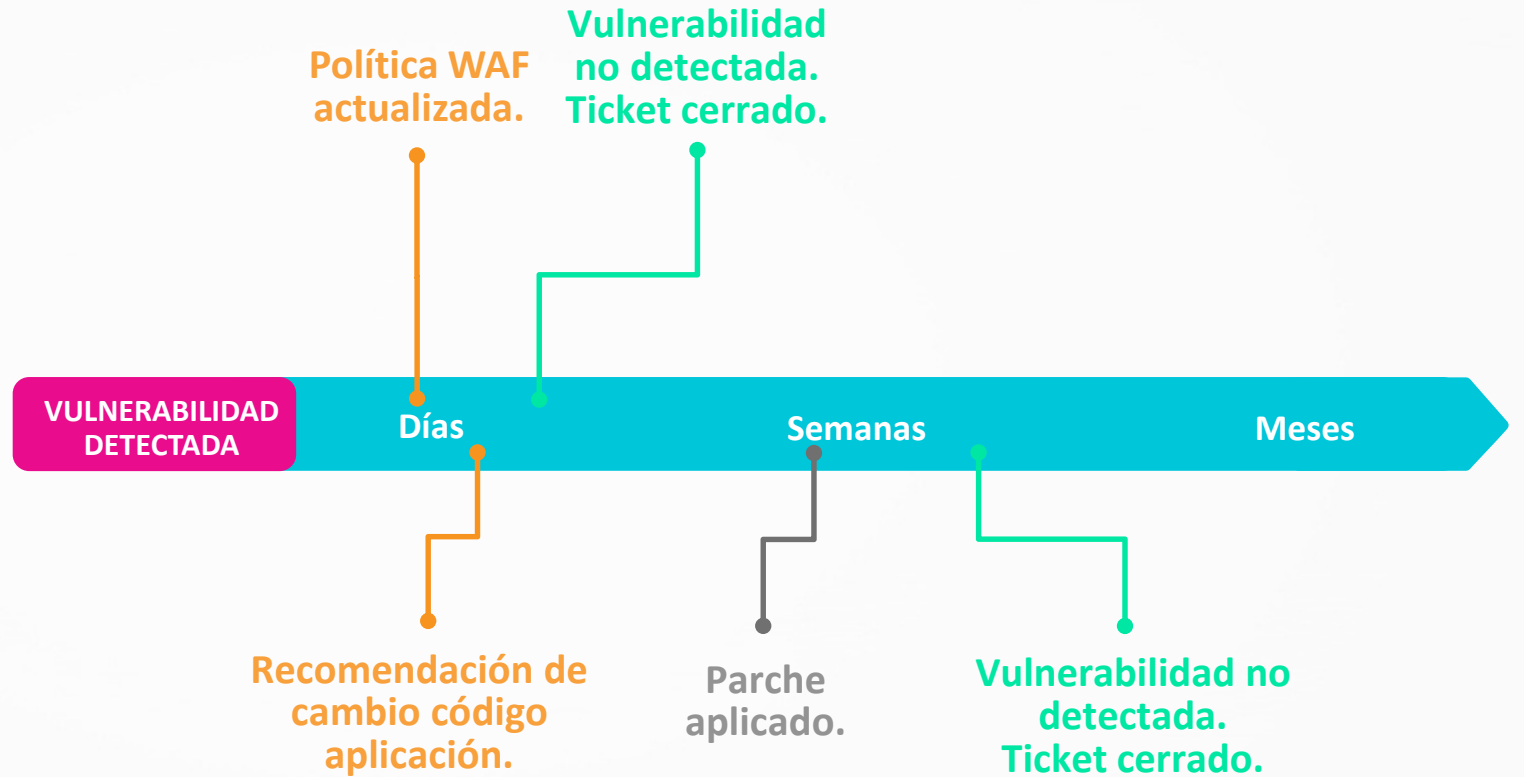 Política WAF
actualizada.
Vulnerabilidad
no detectada.
Ticket cerrado.
VULNERABILIDAD
DETECTADA
Días
Semanas
Meses
Recomendación de
cambio código
aplicación.
Parche
aplicado.
Vulnerabilidad no
detectada.
Ticket cerrado.